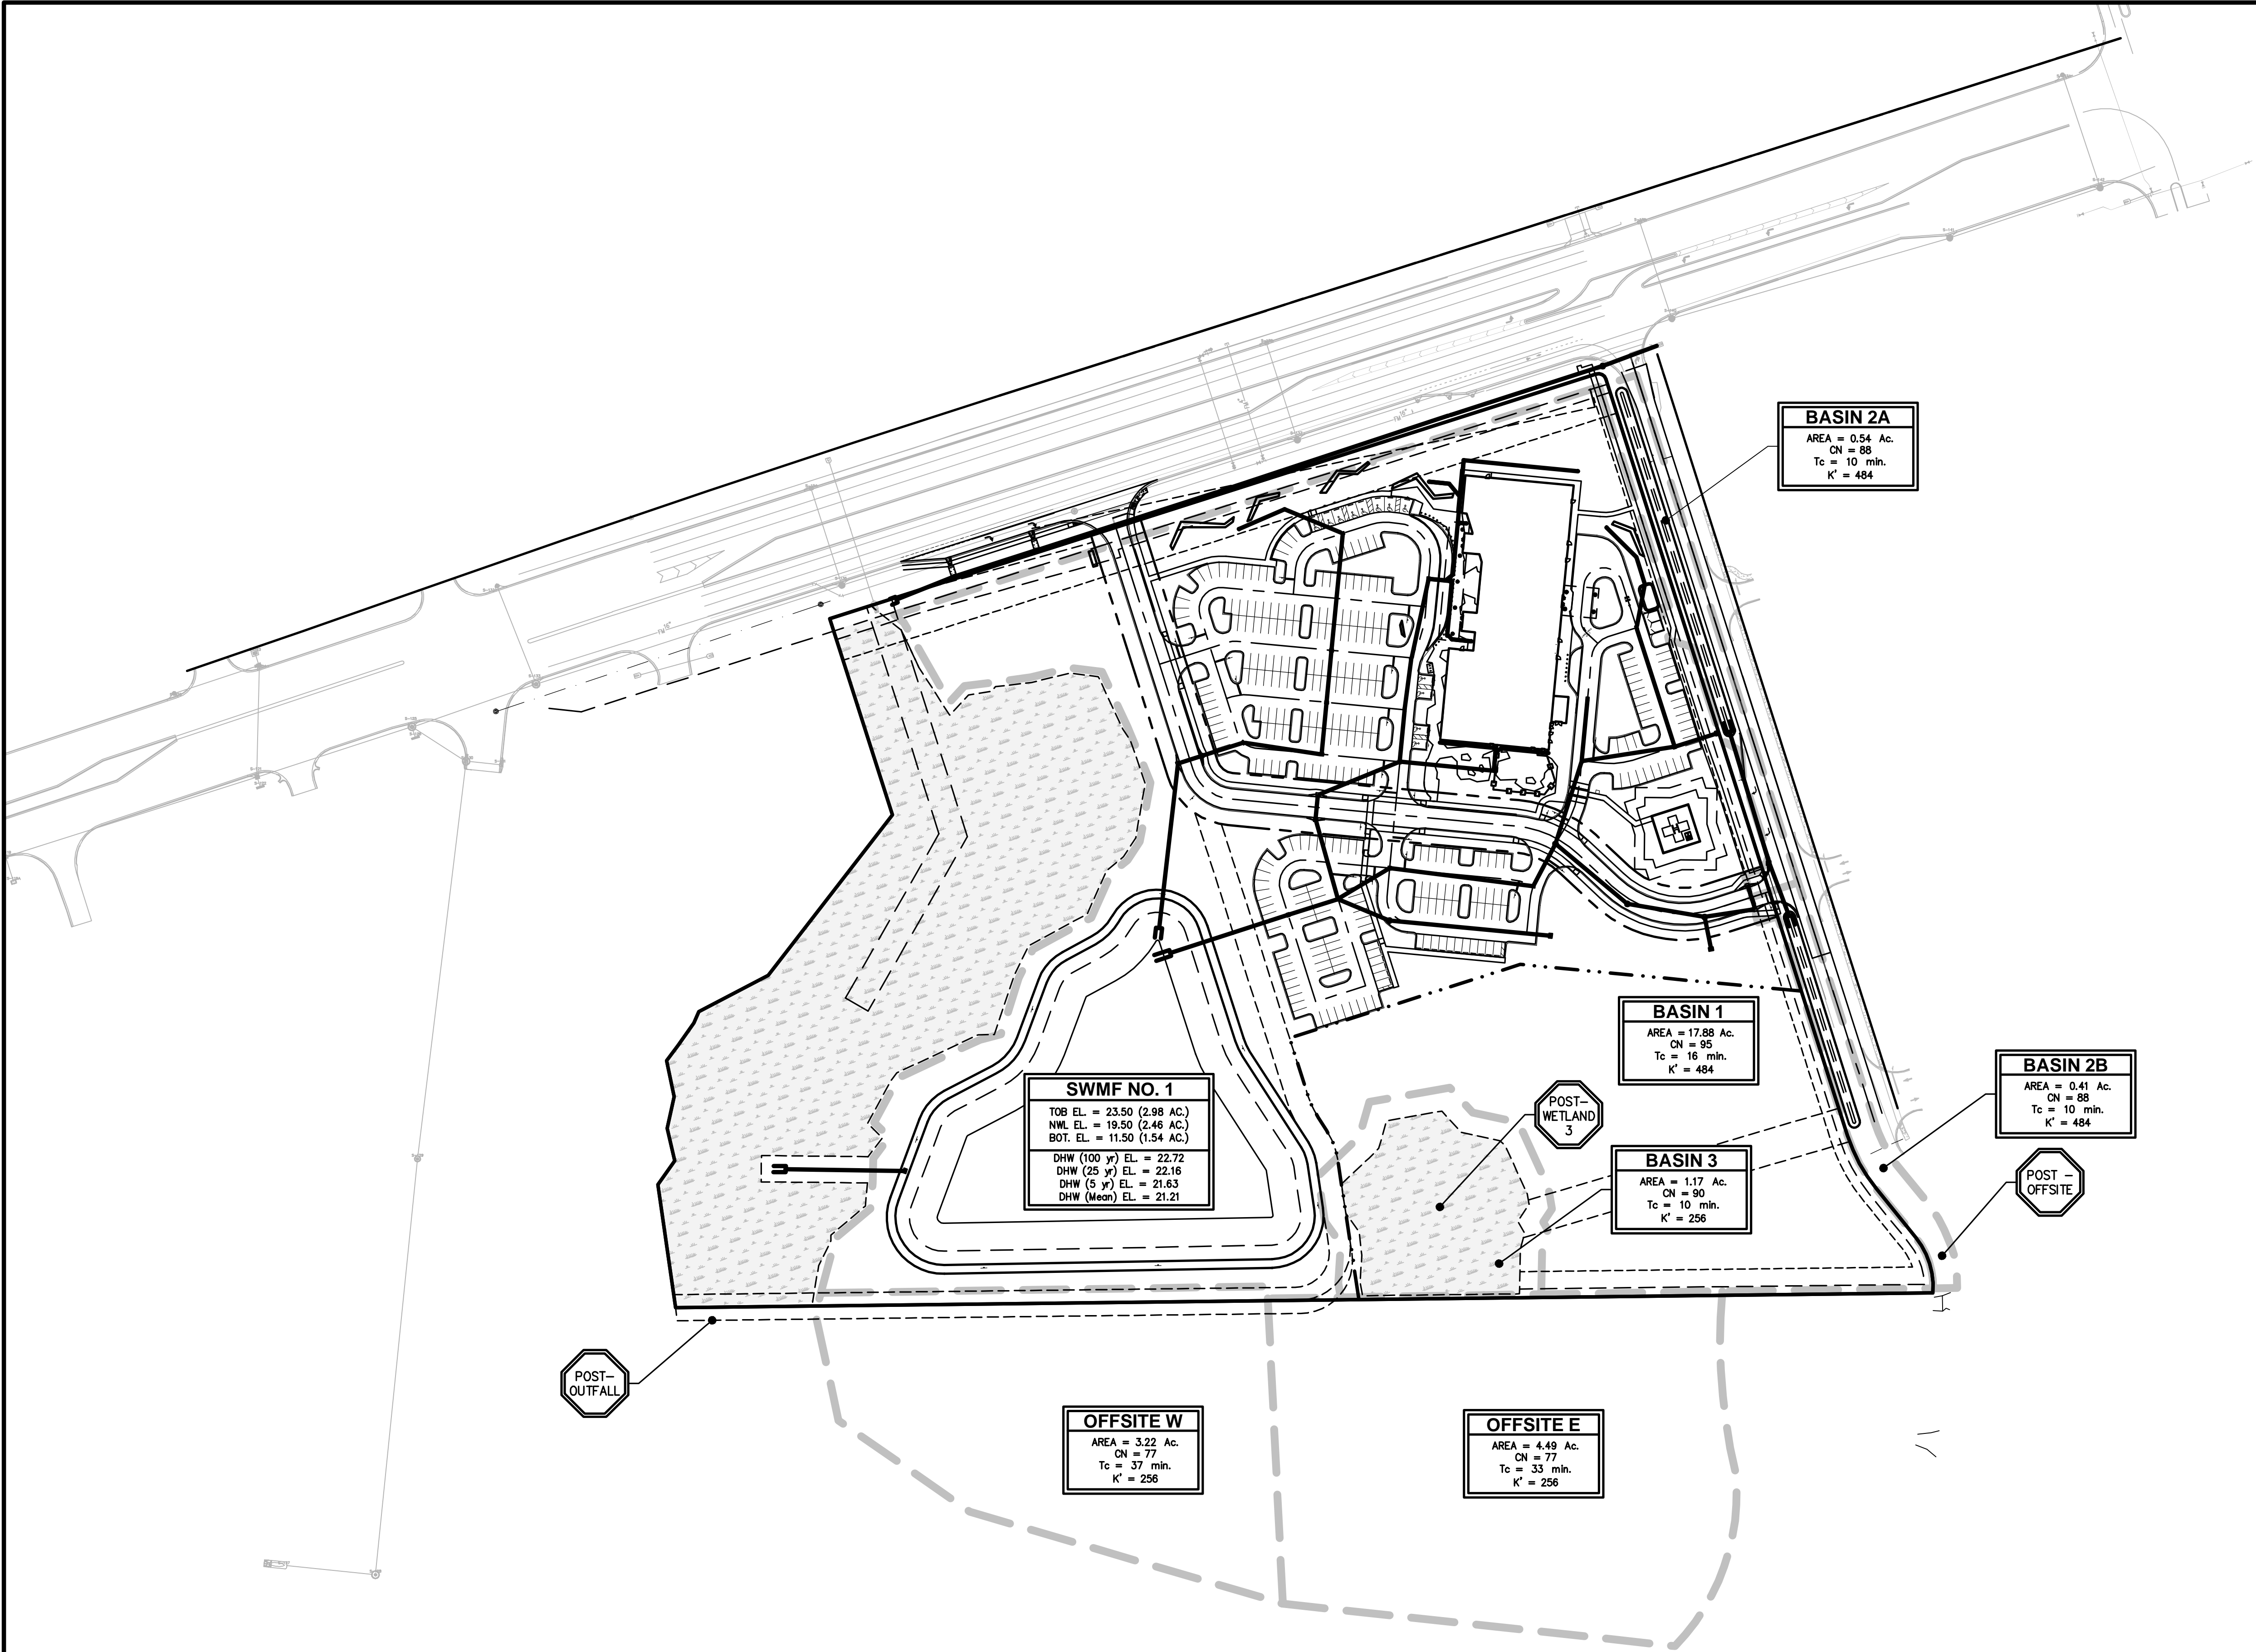 BASIN 2A
AREA = 0.54 Ac.
CN = 88
Tc = 10 min.
K' = 484
BASIN 1
AREA = 17.88 Ac.
CN = 95
Tc = 16 min.
K' = 484
BASIN 2B
AREA = 0.41 Ac.
CN = 88
Tc = 10 min.
K' = 484
SWMF NO. 1
TOB EL. = 23.50 (2.98 AC.)
NWL EL. = 19.50 (2.46 AC.)
BOT. EL. = 11.50 (1.54 AC.)
DHW (100 yr) EL. = 22.72
DHW (25 yr) EL. = 22.16
DHW (5 yr) EL. = 21.63
DHW (Mean) EL. = 21.21
POST-
WETLAND
3
BASIN 3
AREA = 1.17 Ac.
CN = 90
Tc = 10 min.
K' = 256
POST -
OFFSITE
POST-
OUTFALL
OFFSITE W
AREA = 3.22 Ac.
CN = 77
Tc = 37 min.
K' = 256
OFFSITE E
AREA = 4.49 Ac.
CN = 77
Tc = 33 min.
K' = 256